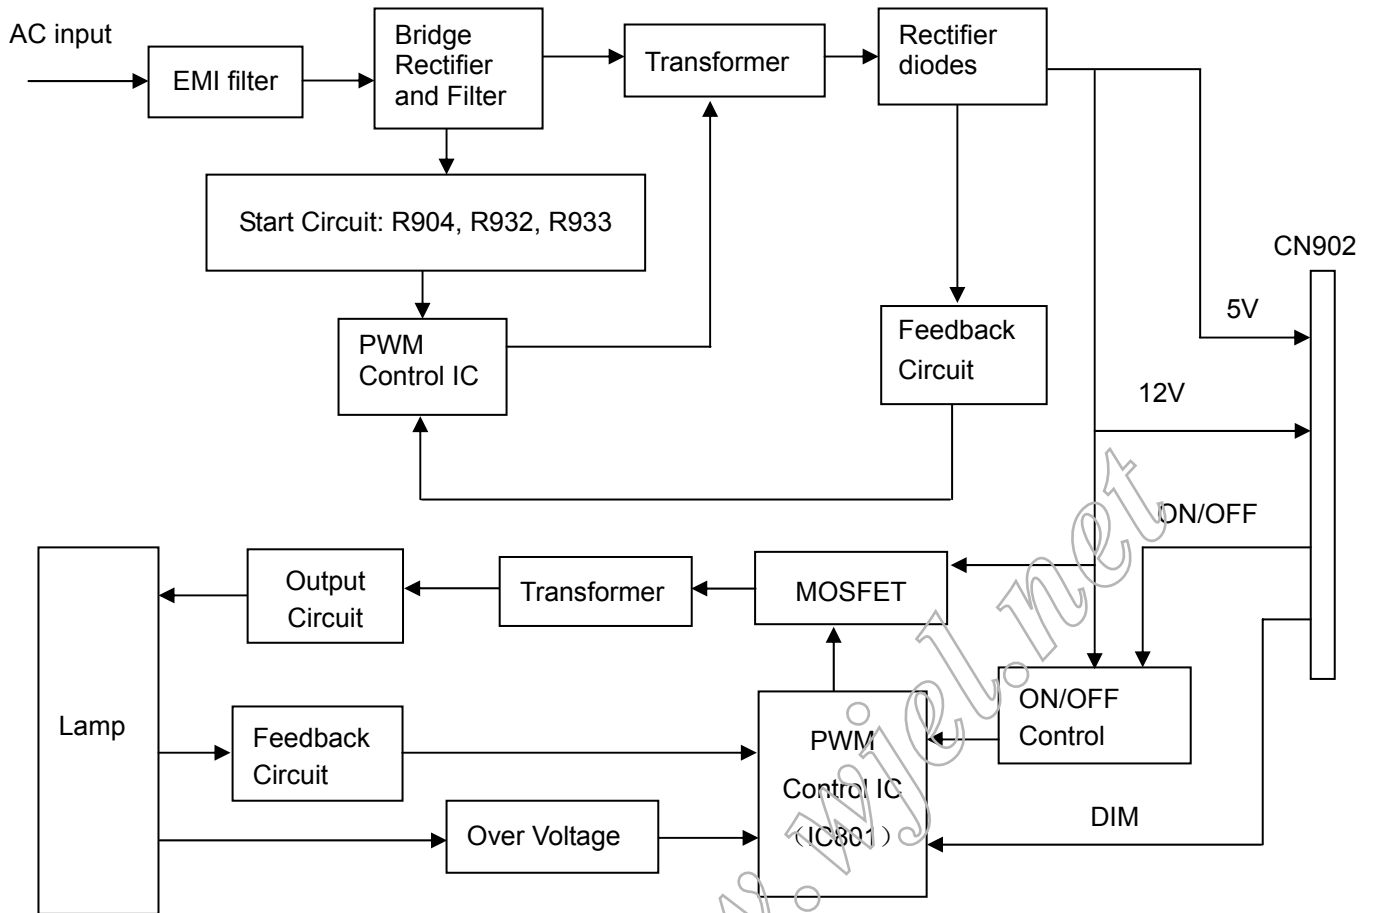 AC input
EMI filter
Bridge
Rectifier
and Filter
Transformer
Rectifier
diodes
Start Circuit: R904, R932, R933
CN902
PWM
Control IC
Feedback
Circuit
5V
12V
ON/OFF
Output
Circuit
Transformer
MOSFET
Lamp
Feedback
Circuit
PWM
Control IC
（IC801）
ON/OFF
Control
Over Voltage
DIM
w.wjel.net